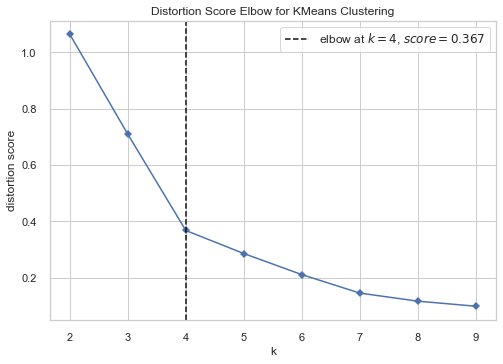 Distortion Score Elbow for KMeans Clustering
elbow at k = 4, score = 0.367
1.0
0.8
0.6
0.4
0.2
distortion score
2 3 4 5 6 7 8 9
k